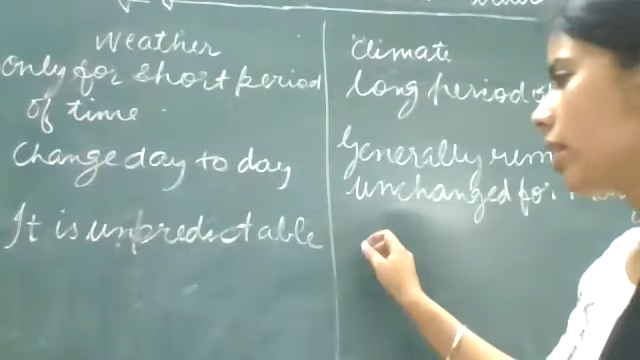 Weather
only for short period
of time
change day to day
It is unpredictable
Climate
long period
Generally
unchanged for